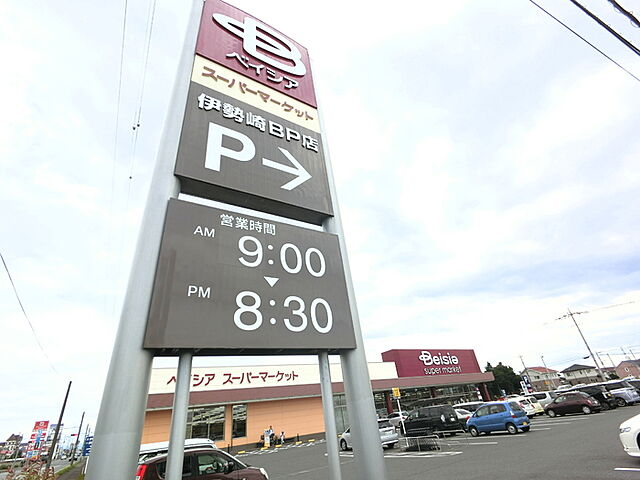 ベイシア
スーパーマーケット
伊勢崎BP店
P→
営業時間
AM 9:00
▼
PM 8:30
ベイシア スーパーマーケット
Beisia
super market